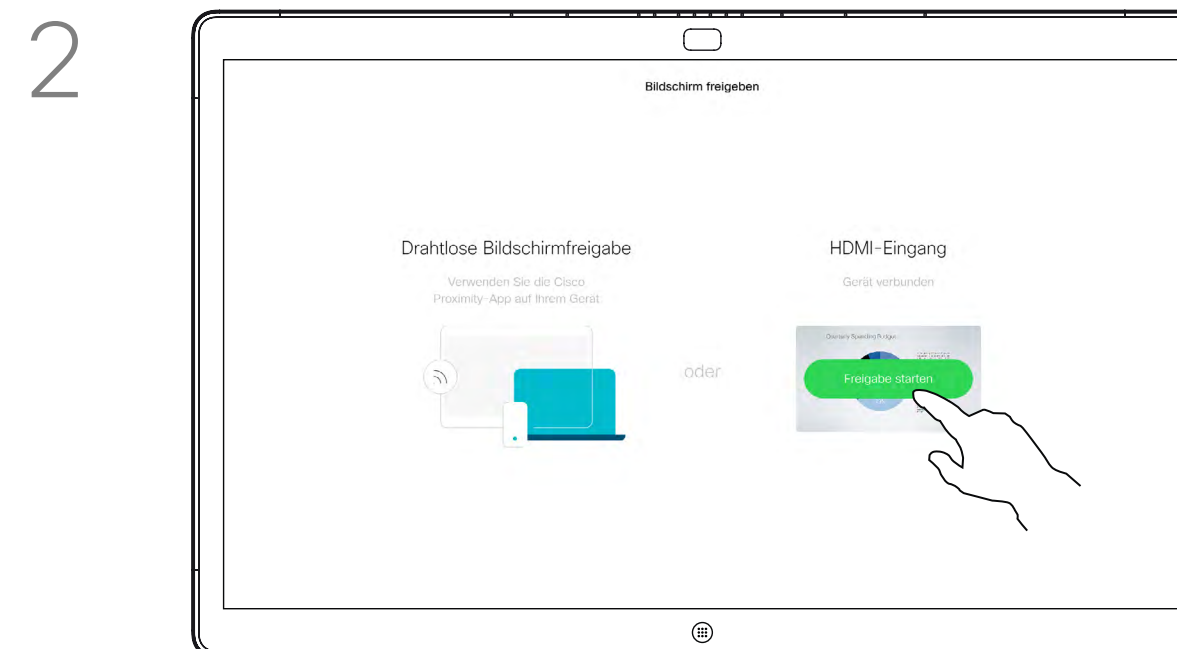 2
Bildschirm freigeben
Drahtlose Bildschirmfreigabe
Verwenden Sie die Cisco
Proximity-App auf Ihrem Gerät
oder
HDMI-Eingang
Gerät verbunden
Freigabe starten